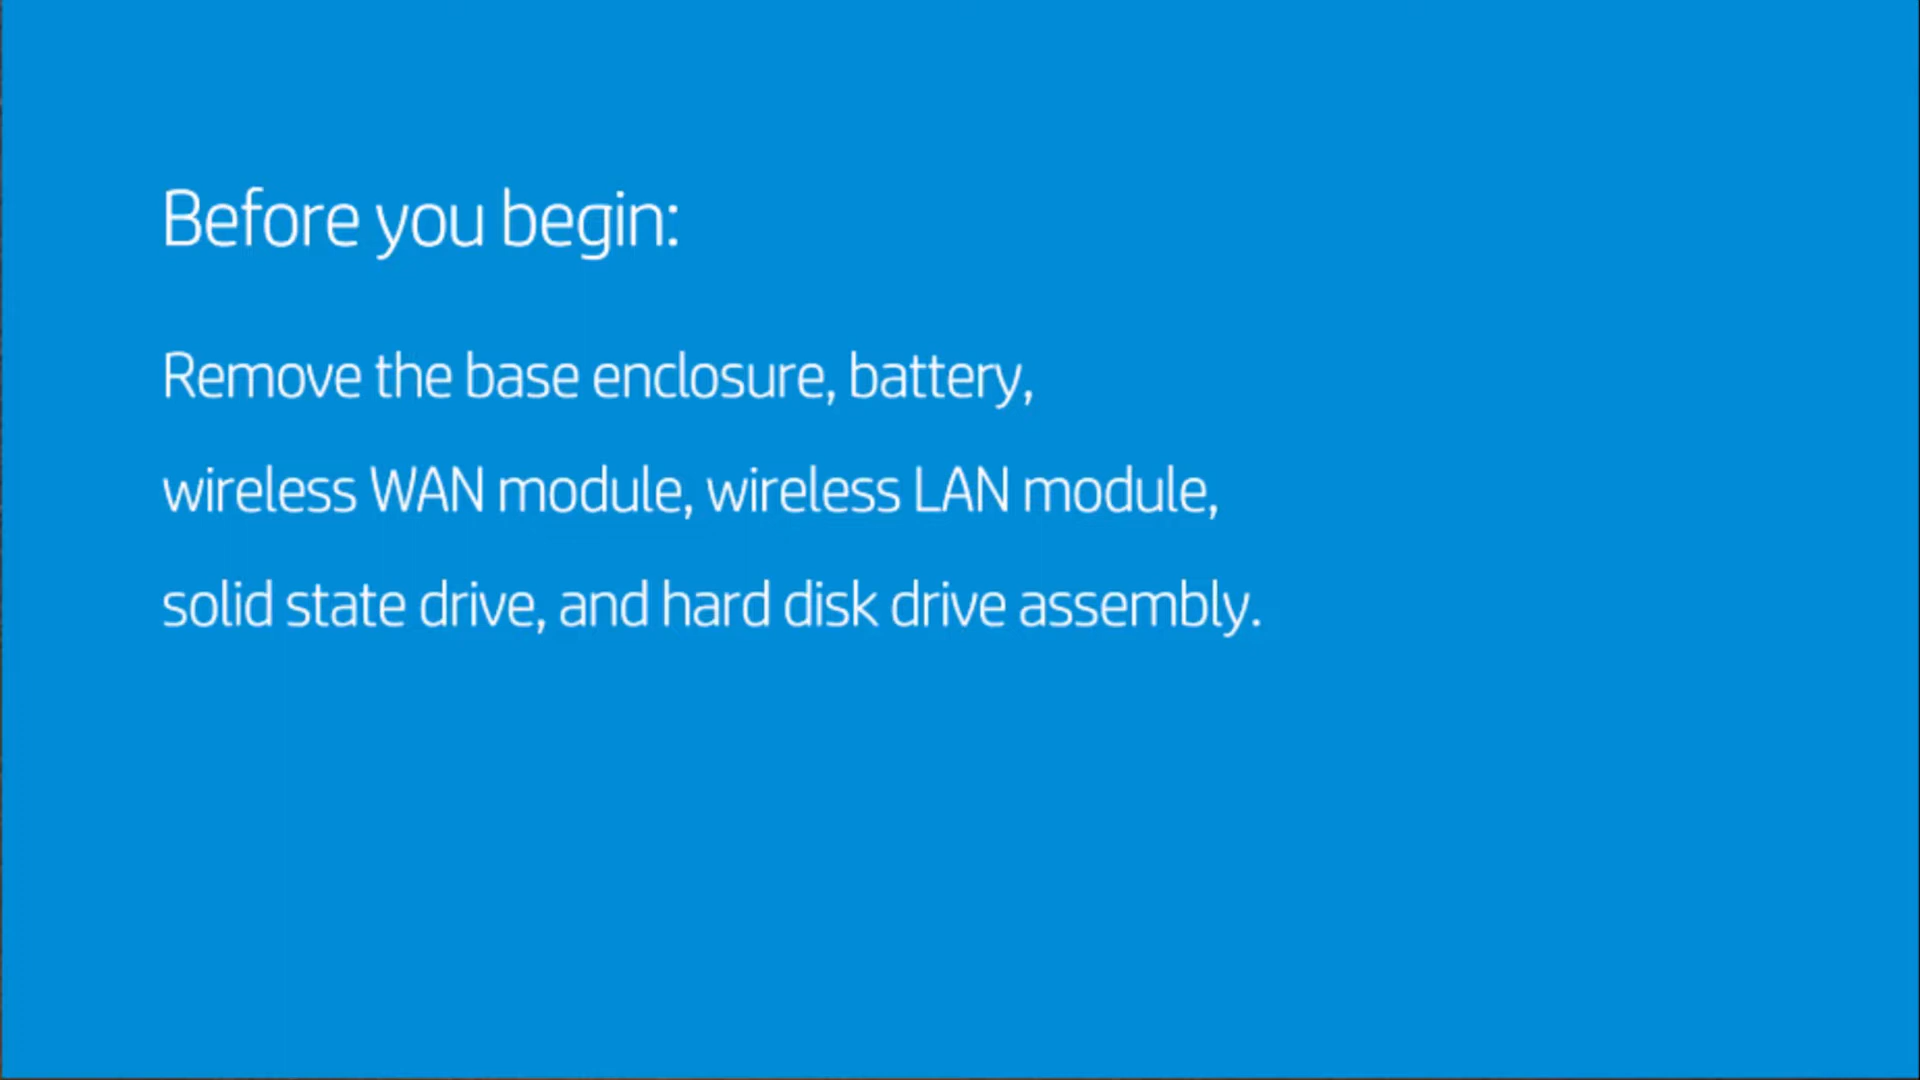 Before you begin:
Remove the base enclosure, battery,
wireless WAN module, wireless LAN module,
solid state drive, and hard disk drive assembly.